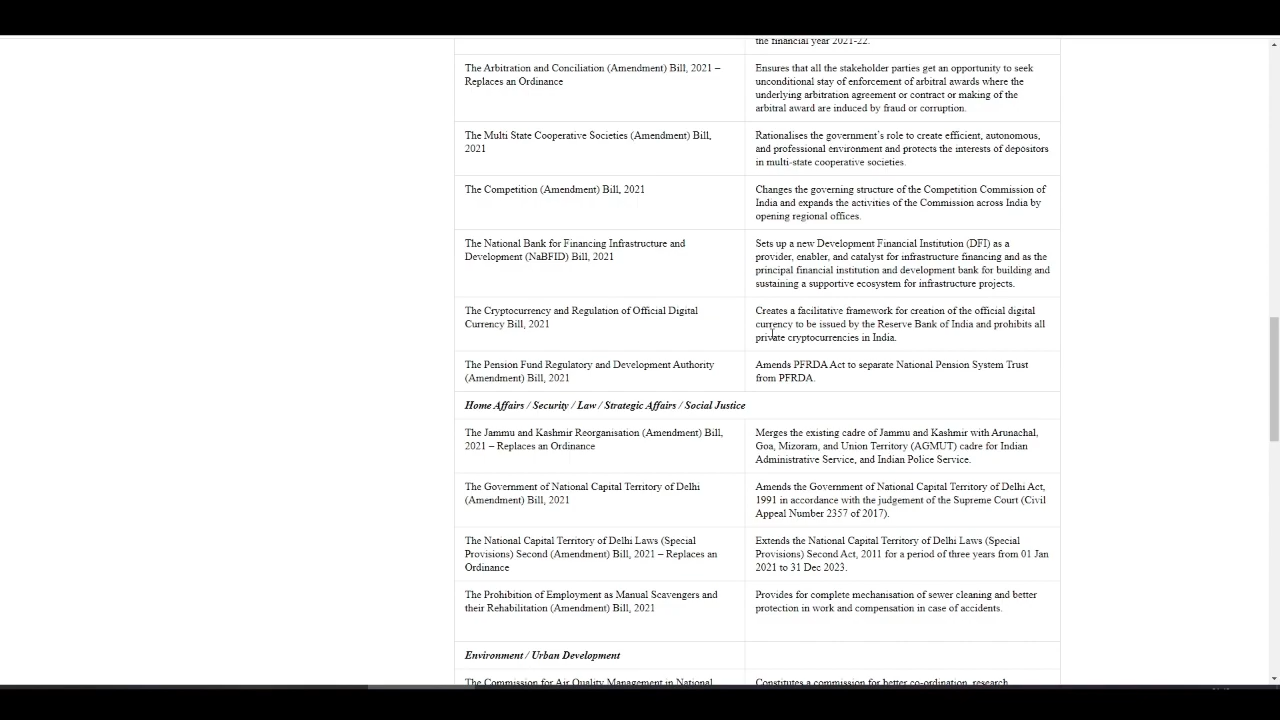 the financial year 2021-22.
The Arbitration and Conciliation (Amendment) Bill, 2021 –
Replaces an Ordinance
Ensures that all the stakeholder parties get an opportunity to seek
unconditional stay of enforcement of arbitral awards where the
underlying arbitration agreement or contract or making of the
arbitral award are induced by fraud or corruption.
The Multi State Cooperative Societies (Amendment) Bill,
2021
Rationalises the government`s role to create efficient, autonomous,
and professional environment and protects the interests of depositors
in multi-state cooperative societies.
The Competition (Amendment) Bill, 2021
Changes the governing structure of the Competition Commission of
India and expands the activities of the Commission across India by
opening regional offices.
The National Bank for Financing Infrastructure and
Development (NaBFID) Bill, 2021
Sets up a new Development Financial Institution (DFI) as a
provider, enabler, and catalyst for infrastructure financing and as the
principal financial institution and development bank for building and
sustaining a supportive ecosystem for infrastructure projects.
The Cryptocurrency and Regulation of Official Digital
Currency Bill, 2021
Creates a facilitative framework for creation of the official digital
currency to be issued by the Reserve Bank of India and prohibits all
private cryptocurrencies in India.
The Pension Fund Regulatory and Development Authority
(Amendment) Bill, 2021
Amends PFRDA Act to separate National Pension System Trust
from PFRDA.
Home Affairs / Security / Law / Strategic Affairs / Social Justice
The Jammu and Kashmir Reorganisation (Amendment) Bill,
2021 – Replaces an Ordinance
Merges the existing cadre of Jammu and Kashmir with Arunachal,
Goa, Mizoram, and Union Territory (AGMUT) cadre for Indian
Administrative Service, and Indian Police Service.
The Government of National Capital Territory of Delhi
(Amendment) Bill, 2021
Amends the Government of National Capital Territory of Delhi Act,
1991 in accordance with the judgement of the Supreme Court (Civil
Appeal Number 2357 of 2017).
The National Capital Territory of Delhi Laws (Special
Provisions) Second (Amendment) Bill, 2021 – Replaces an
Ordinance
Extends the National Capital Territory of Delhi Laws (Special
Provisions) Second Act, 2011 for a period of three years from 01 Jan
2021 to 31 Dec 2023.
The Prohibition of Employment as Manual Scavengers and
their Rehabilitation (Amendment) Bill, 2021
Provides for complete mechanisation of sewer cleaning and better
protection in work and compensation in case of accidents.
Environment / Urban Development
The Commission for Air Quality Management in National
Constitutes a commission for better co-ordination, research,